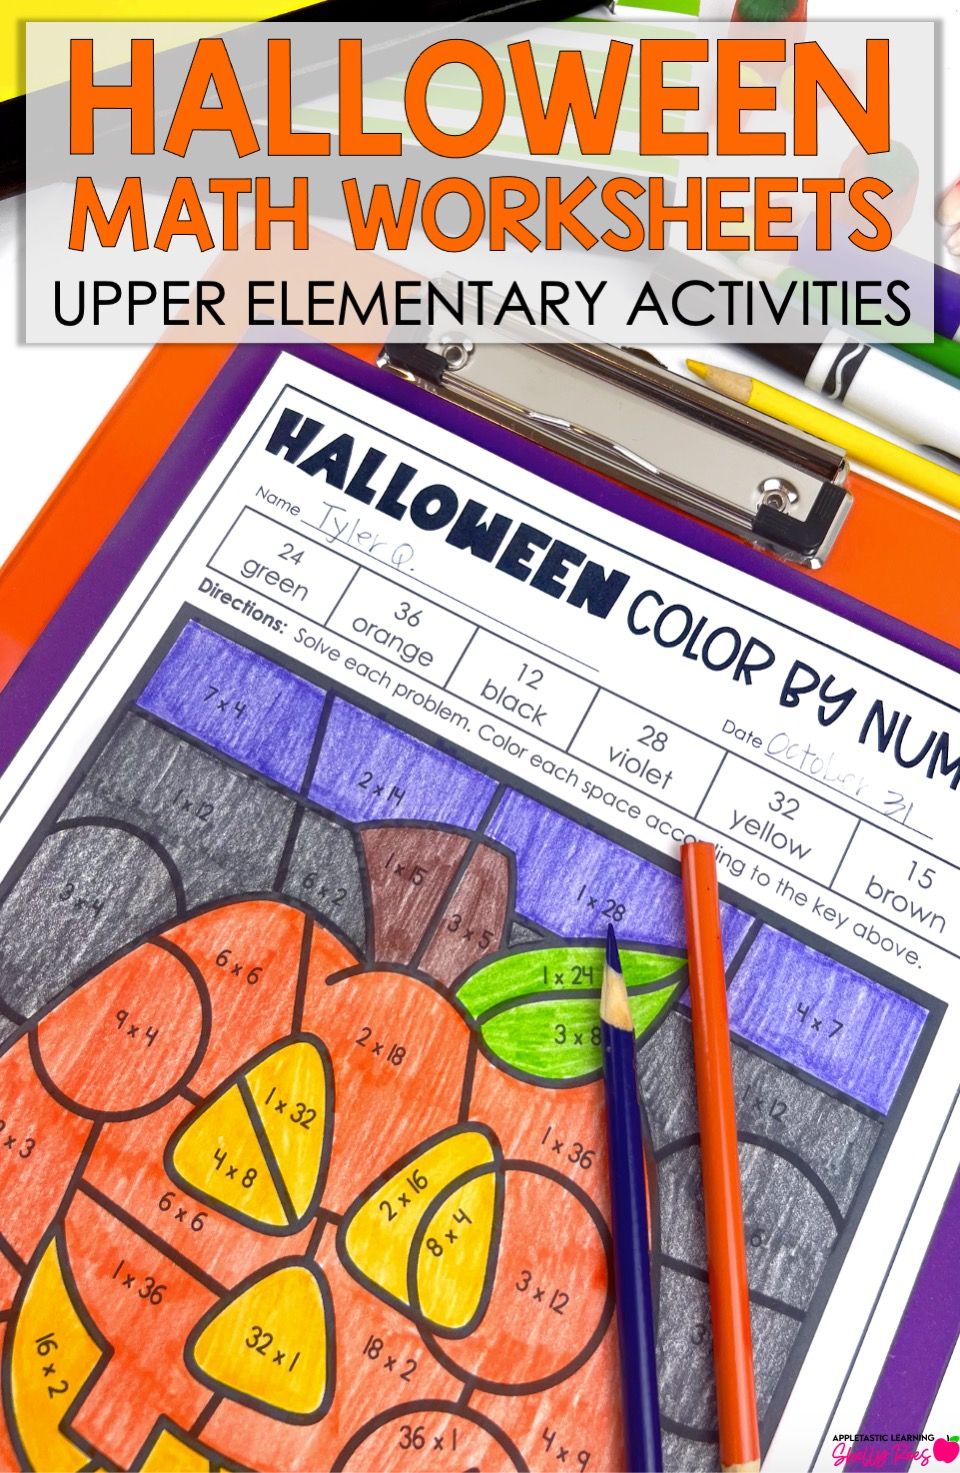 HALLOWEEN
MATH WORKSHEETS
UPPER ELEMENTARY ACTIVITIES
HALLOWEEN COLOR BY NUM
Name Tyler Q.
Date October 31
24 green
36 orange
12 black
28 violet
32 yellow
15 brown
Directions: Solve each problem. Color each space according to the key above.
7 x 4
2 x 14
1 x 28
4 x 7
1 x 12
6 x 2
1 x 15
3 x 5
3 x 4
6 x 6
9 x 4
2 x 18
1 x 24
3 x 8
1 x 12
1 x 32
4 x 8
1 x 36
2 x 16
8 x 4
6 x 6
3 x 12
1 x 36
32 x 1
18 x 2
16 x 2
36 x 1
4 x 9
APPLETASTIC LEARNING
Shelly Rees